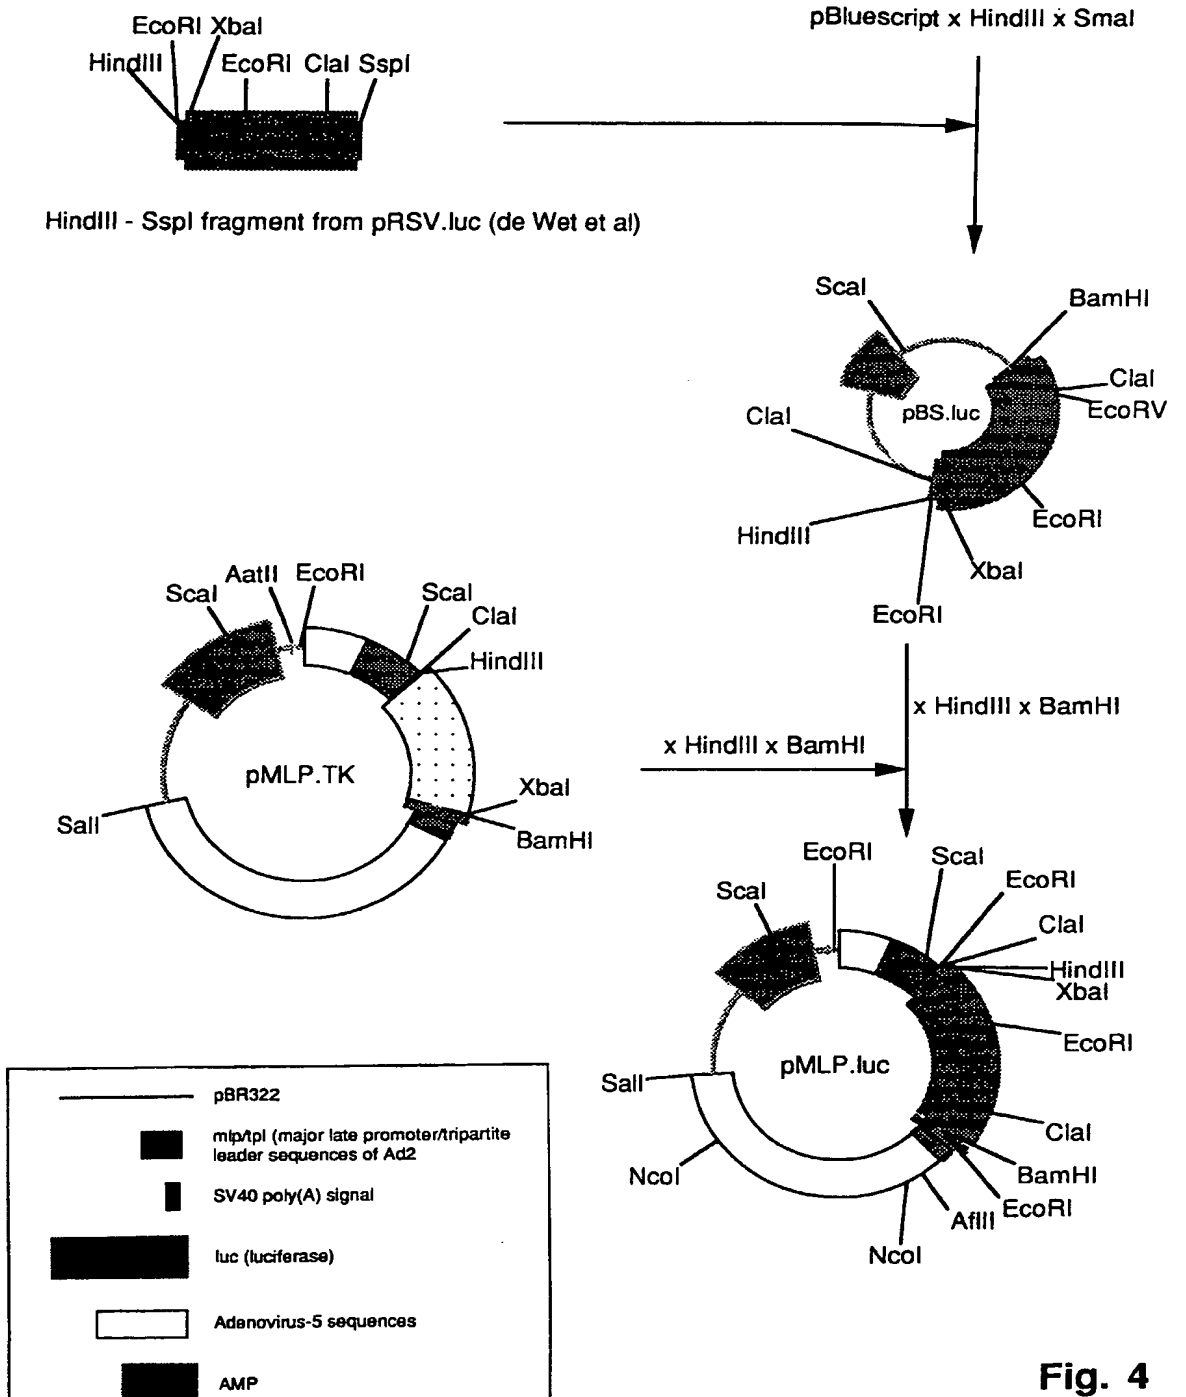 pBluescript x HindIII x SmaI
EcoRI XbaI
HindIII
EcoRI ClaI SspI
HindIII - SspI fragment from pRSV.luc (de Wet et al)
ScaI
BamHI
ClaI
EcoRV
pBS.luc
ClaI
EcoRI
HindIII
XbaI
EcoRI
x HindIII x BamHI
AatII
EcoRI
ScaI
ScaI
ClaI
HindIII
x HindIII x BamHI
pMLP.TK
XbaI
SalI
BamHI
EcoRI
ScaI
ScaI
EcoRI
ClaI
HindIII
XbaI
EcoRI
pMLP.luc
SalI
ClaI
BamHI
NcoI
EcoRI
AflII
NcoI
pBR322
mlp/tpl (major late promoter/tripartite
leader sequences of Ad2
SV40 poly(A) signal
luc (luciferase)
Adenovirus-5 sequences
AMP
Fig. 4